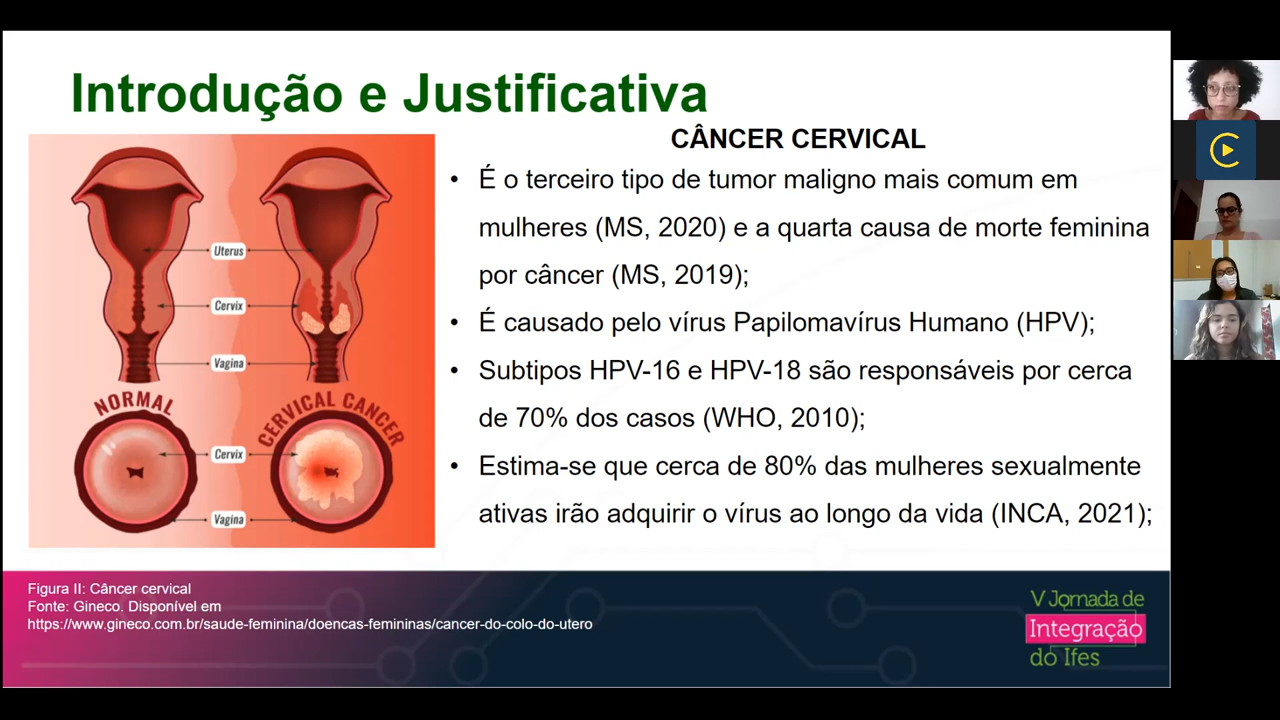 Introdução e Justificativa
CÂNCER CERVICAL
• É o terceiro tipo de tumor maligno mais comum em
mulheres (MS, 2020) e a quarta causa de morte feminina
por câncer (MS, 2019);
• É causado pelo vírus Papilomavírus Humano (HPV);
• Subtipos HPV-16 e HPV-18 são responsáveis por cerca
de 70% dos casos (WHO, 2010);
• Estima-se que cerca de 80% das mulheres sexualmente
ativas irão adquirir o vírus ao longo da vida (INCA, 2021);
Uterus
Cervix
Vagina
NORMAL
CERVICAL CANCER
Cervix
Vagina
Figura II: Câncer cervical
Fonte: Gineco. Disponível em
https://www.gineco.com.br/saude-feminina/doencas-femininas/cancer-do-colo-do-utero
V Jornada de
Integração
do Ifes